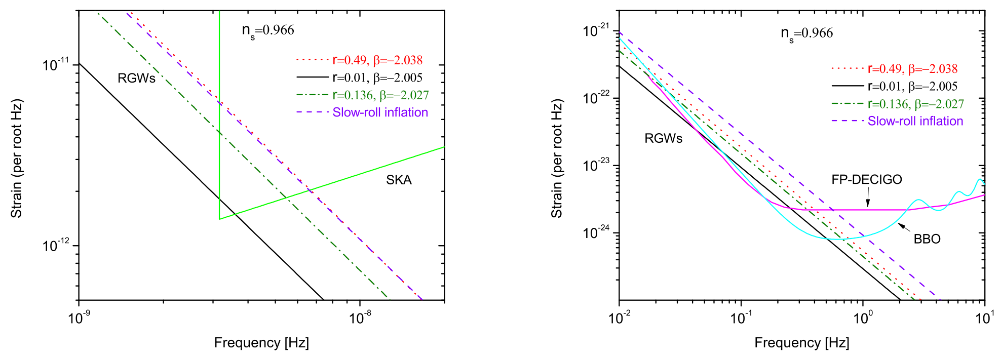 n_s=0.966
r=0.49, β=−2.038
r=0.01, β=−2.005
r=0.136, β=−2.027
Slow-roll inflation
RGWs
SKA
10^-11
10^-12
Strain (per root Hz)
10^-9
10^-8
Frequency [Hz]
n_s=0.966
r=0.49, β=−2.038
r=0.01, β=−2.005
r=0.136, β=−2.027
Slow-roll inflation
RGWs
FP-DECIGO
BBO
10^-21
10^-22
10^-23
10^-24
Strain (per root Hz)
10^-2
10^-1
10^0
10^1
Frequency [Hz]